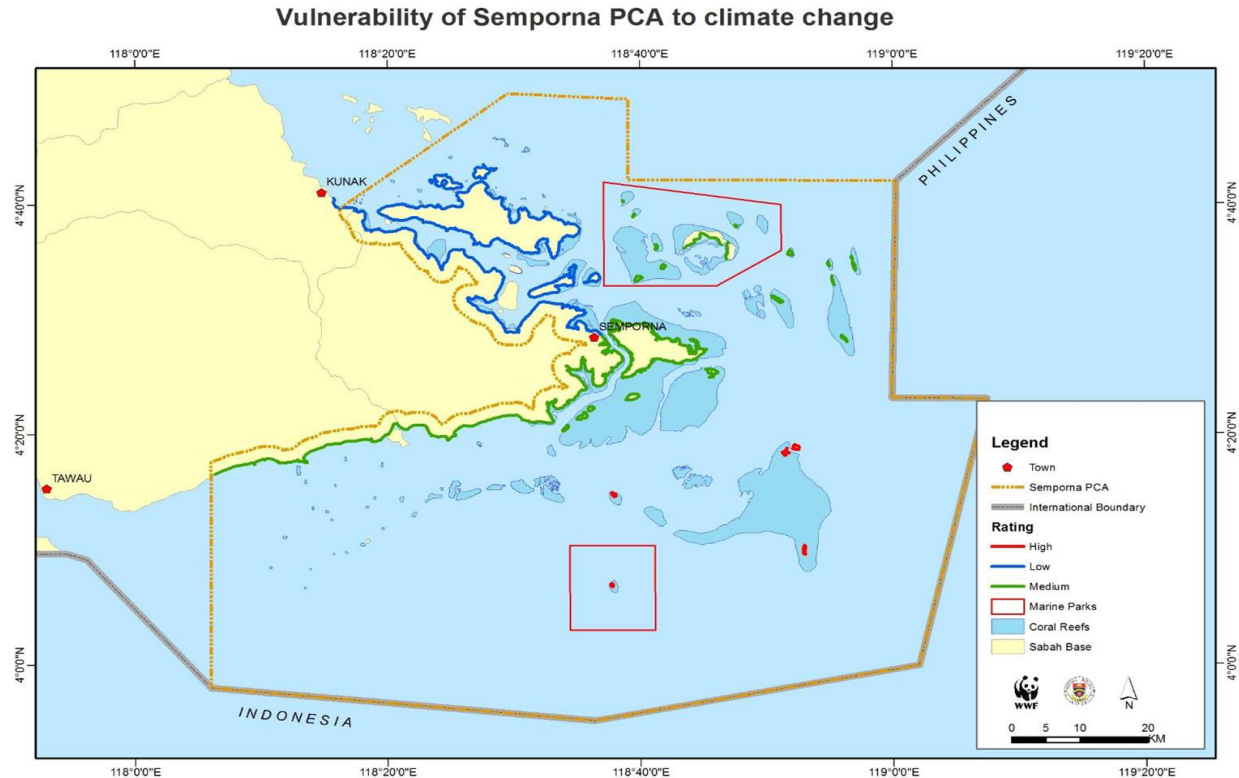 Vulnerability of Semporna PCA to climate change
118°0'0"E
118°20'0"E
118°40'0"E
119°0'0"E
119°20'0"E
4°40'0"N
4°40'0"N
4°20'0"N
4°20'0"N
4°0'0"N
4°0'0"N
PHILIPPINES
KUNAK
SEMPORNA
TAWAU
INDONESIA
Legend
Town
Semporna PCA
International Boundary
Rating
High
Low
Medium
Marine Parks
Coral Reefs
Sabah Base
WWF
N
0 5 10 20
KM
118°0'0"E
118°20'0"E
118°40'0"E
119°0'0"E
119°20'0"E